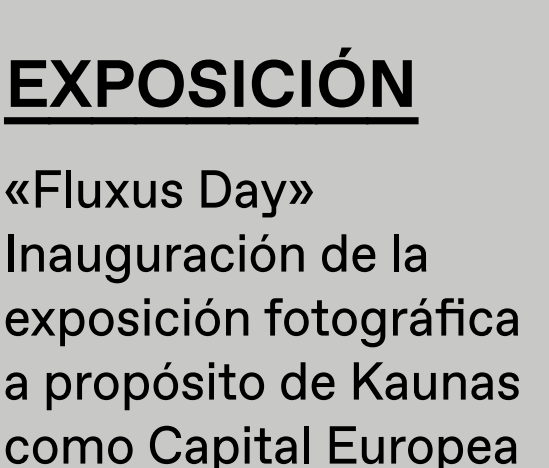 EXPOSICIÓN
«Fluxus Day»
Inauguración de la
exposición fotográfica
a propósito de Kaunas
como Capital Europea